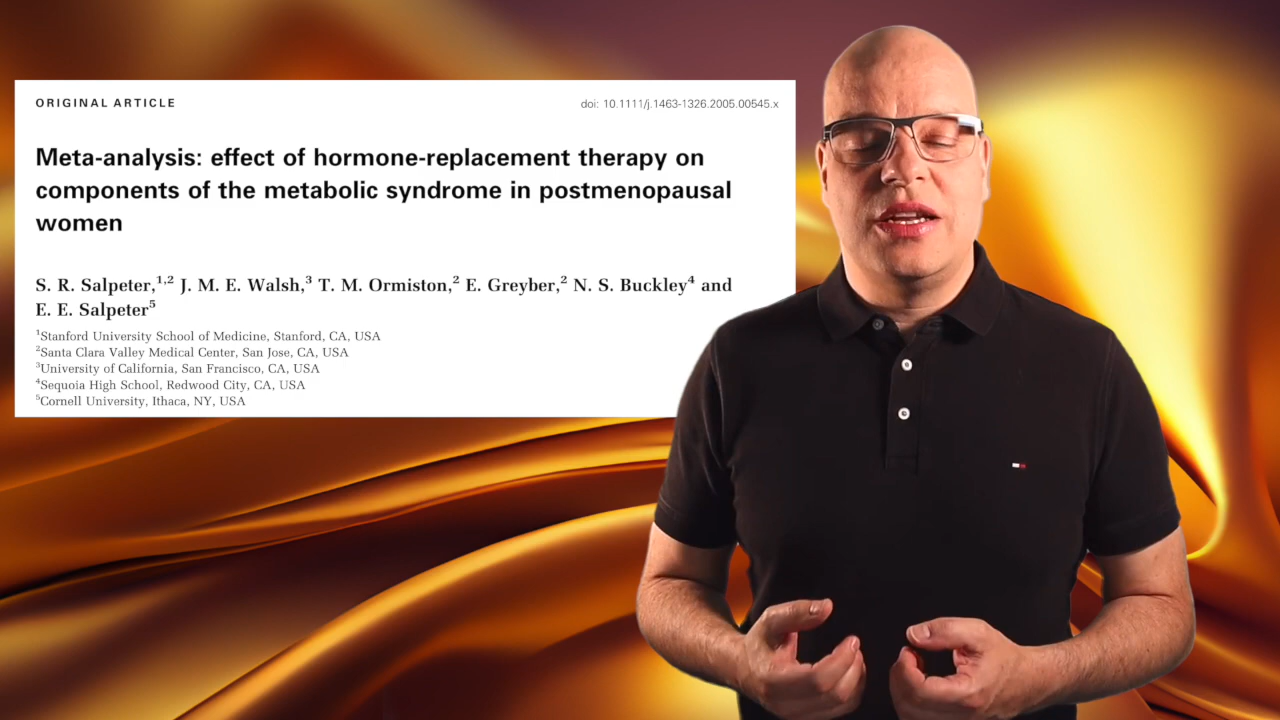 ORIGINAL ARTICLE
doi: 10.1111/j.1463-1326.2005.00545.x
Meta-analysis: effect of hormone-replacement therapy on
components of the metabolic syndrome in postmenopausal
women
S. R. Salpeter,1,2 J. M. E. Walsh,3 T. M. Ormiston,2 E. Greyber,2 N. S. Buckley4 and
E. E. Salpeter5
1Stanford University School of Medicine, Stanford, CA, USA
2Santa Clara Valley Medical Center, San Jose, CA, USA
3University of California, San Francisco, CA, USA
4Sequoia High School, Redwood City, CA, USA
5Cornell University, Ithaca, NY, USA